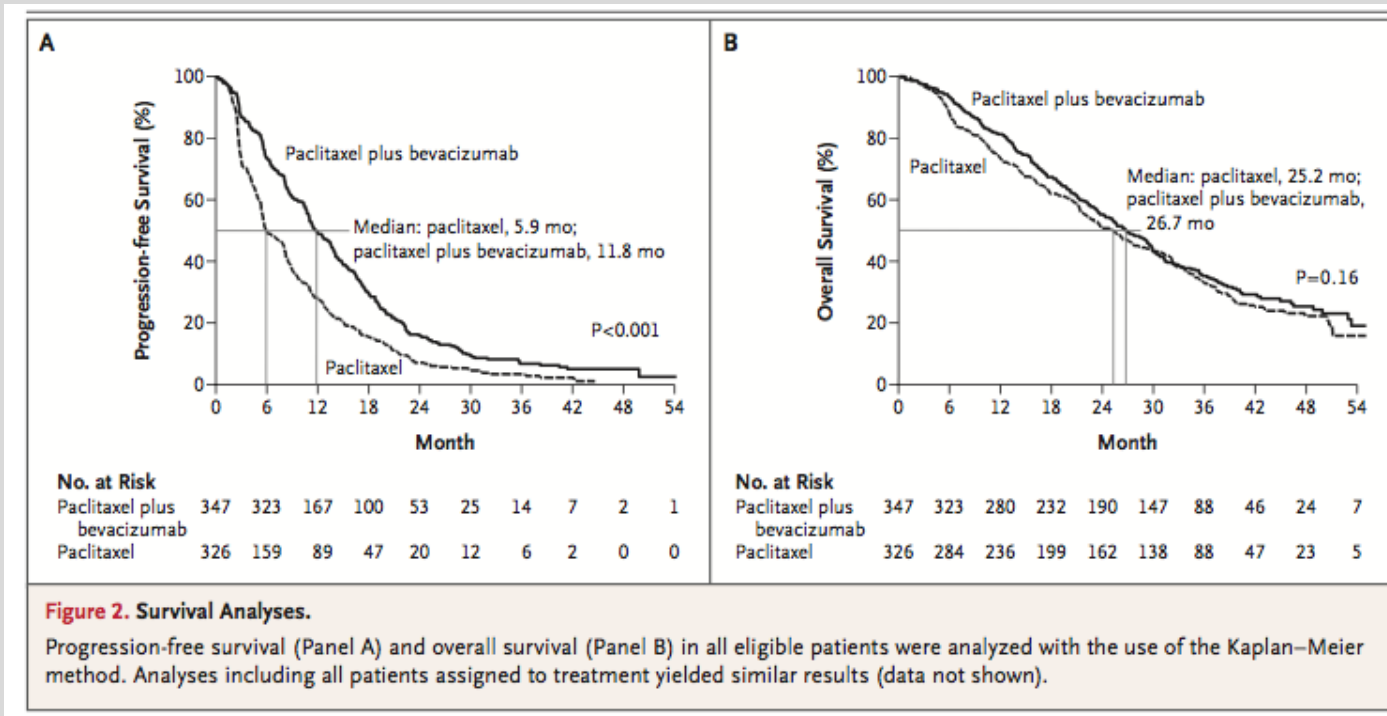 A
Progression-free Survival (%)
100
80
60
40
20
0
Paclitaxel plus bevacizumab
Median: paclitaxel, 5.9 mo;
paclitaxel plus bevacizumab, 11.8 mo
P<0.001
Paclitaxel
0 6 12 18 24 30 36 42 48 54
Month
No. at Risk
Paclitaxel plus 347 323 167 100 53 25 14 7 2 1
bevacizumab
Paclitaxel 326 159 89 47 20 12 6 2 0 0
B
Overall Survival (%)
100
80
60
40
20
0
Paclitaxel plus bevacizumab
Paclitaxel
Median: paclitaxel, 25.2 mo;
paclitaxel plus bevacizumab,
26.7 mo
P=0.16
0 6 12 18 24 30 36 42 48 54
Month
No. at Risk
Paclitaxel plus 347 323 280 232 190 147 88 46 24 7
bevacizumab
Paclitaxel 326 284 236 199 162 138 88 47 23 5
Figure 2. Survival Analyses.
Progression-free survival (Panel A) and overall survival (Panel B) in all eligible patients were analyzed with the use of the Kaplan–Meier
method. Analyses including all patients assigned to treatment yielded similar results (data not shown).